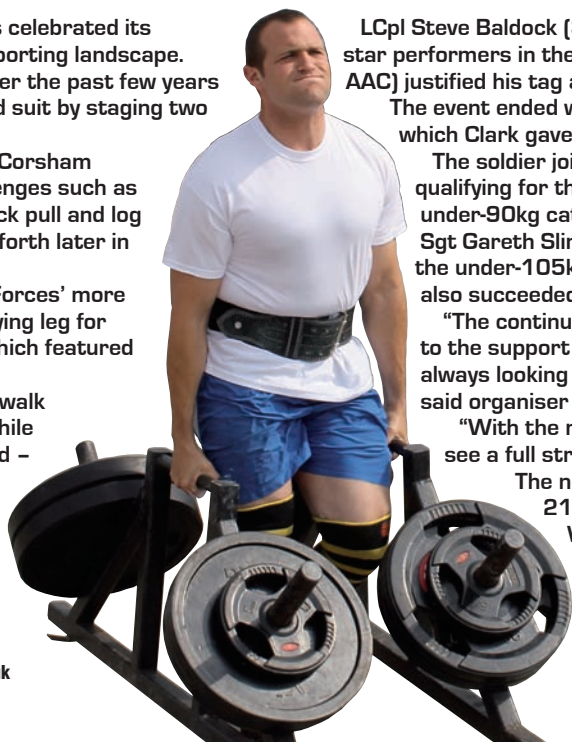 s celebrated its
porting landscape.
er the past few years
d suit by staging two
Corsham
enges such as
ck pull and log
forth later in
Forces’ more
ying leg for
hich featured
walk
hile
d –
k
LCpl Steve Baldock (
star performers in the
AAC) justified his tag a
The event ended w
which Clark gave
The soldier joi
qualifying for th
under-90kg cat
Sgt Gareth Slin
the under-105k
also succeeded
“The continu
to the support
always looking
said organiser
“With the n
see a full str
The n
21